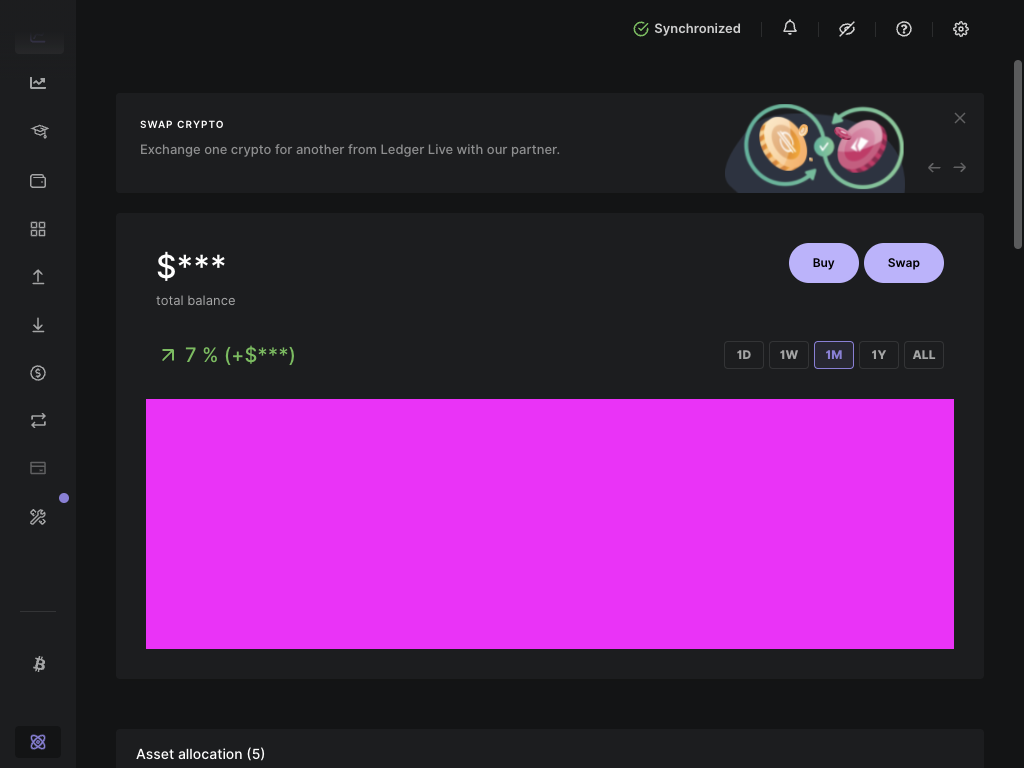 Synchronized
SWAP CRYPTO
Exchange one crypto for another from Ledger Live with our partner.
$***
Buy
Swap
total balance
7 % (+$***)
1D
1W
1M
1Y
ALL
Asset allocation (5)